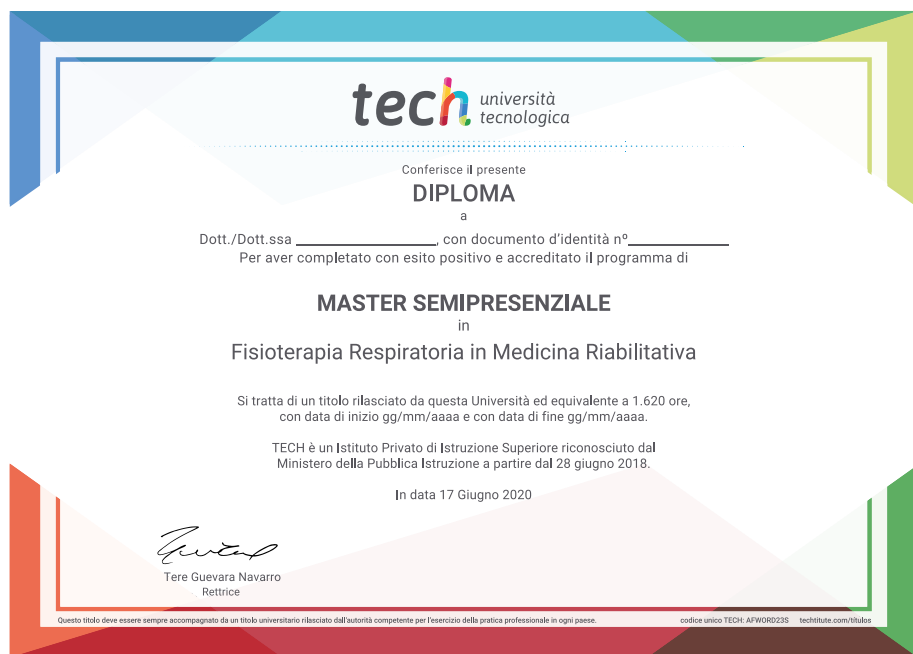 tech università
tecnologica
Conferisce il presente
DIPLOMA
a
Dott./Dott.ssa ____________, con documento d'identità nº____________
Per aver completato con esito positivo e accreditato il programma di
MASTER SEMIPRESENZIALE
in
Fisioterapia Respiratoria in Medicina Riabilitativa
Si tratta di un titolo rilasciato da questa Università ed equivalente a 1.620 ore,
con data di inizio gg/mm/aaaa e con data di fine gg/mm/aaaa.
TECH è un Istituto Privato di Istruzione Superiore riconosciuto dal
Ministero della Pubblica Istruzione a partire dal 28 giugno 2018.
In data 17 Giugno 2020
Tere Guevara Navarro
Rettrice
Questo titolo deve essere sempre accompagnato da un titolo universitario rilasciato dall'autorità competente per l'esercizio della pratica professionale in ogni paese. codice unico TECH: AFWORD23S techtitute.com/títulos